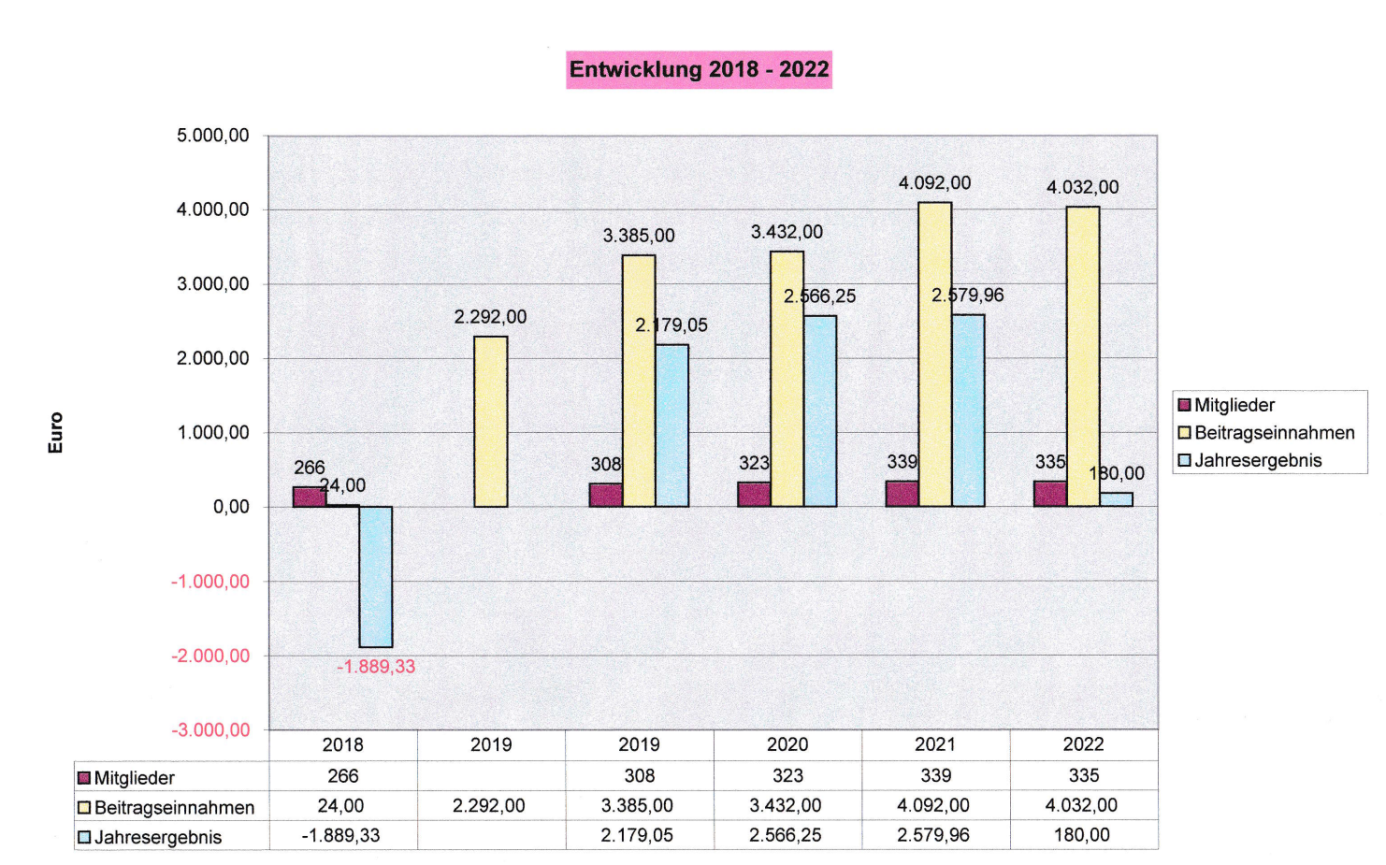 Entwicklung 2018 - 2022
Euro
5.000,00
4.000,00
3.000,00
2.000,00
1.000,00
0,00
-1.000,00
-2.000,00
-3.000,00
266
24,00
-1.889,33
2.292,00
308
3.385,00
2.179,05
323
3.432,00
2.566,25
339
4.092,00
2.579,96
335
4.032,00
180,00
Mitglieder
Beitragseinnahmen
Jahresergebnis
2018 2019 2019 2020 2021 2022
Mitglieder 266 308 323 339 335
Beitragseinnahmen 24,00 2.292,00 3.385,00 3.432,00 4.092,00 4.032,00
Jahresergebnis -1.889,33 2.179,05 2.566,25 2.579,96 180,00